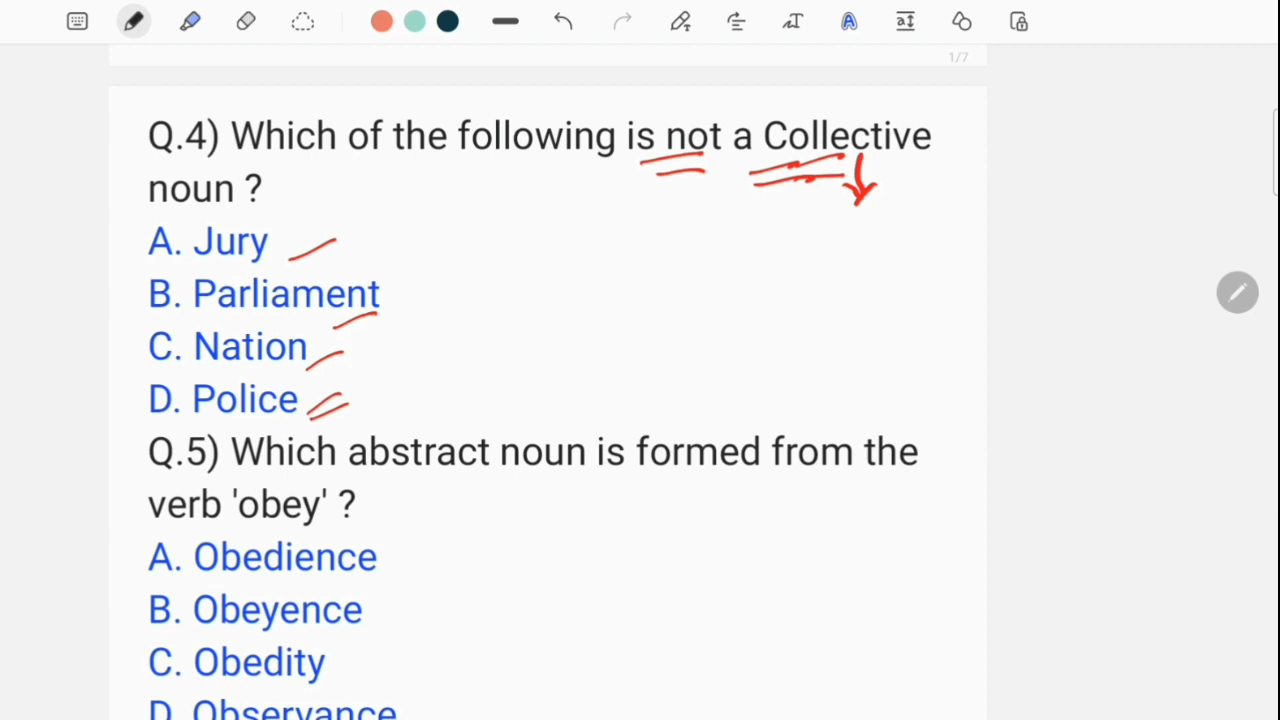 1/7
Q.4) Which of the following is not a Collective
noun ?
A. Jury
B. Parliament
C. Nation
D. Police
Q.5) Which abstract noun is formed from the
verb 'obey' ?
A. Obedience
B. Obeyence
C. Obedity
D. Observance